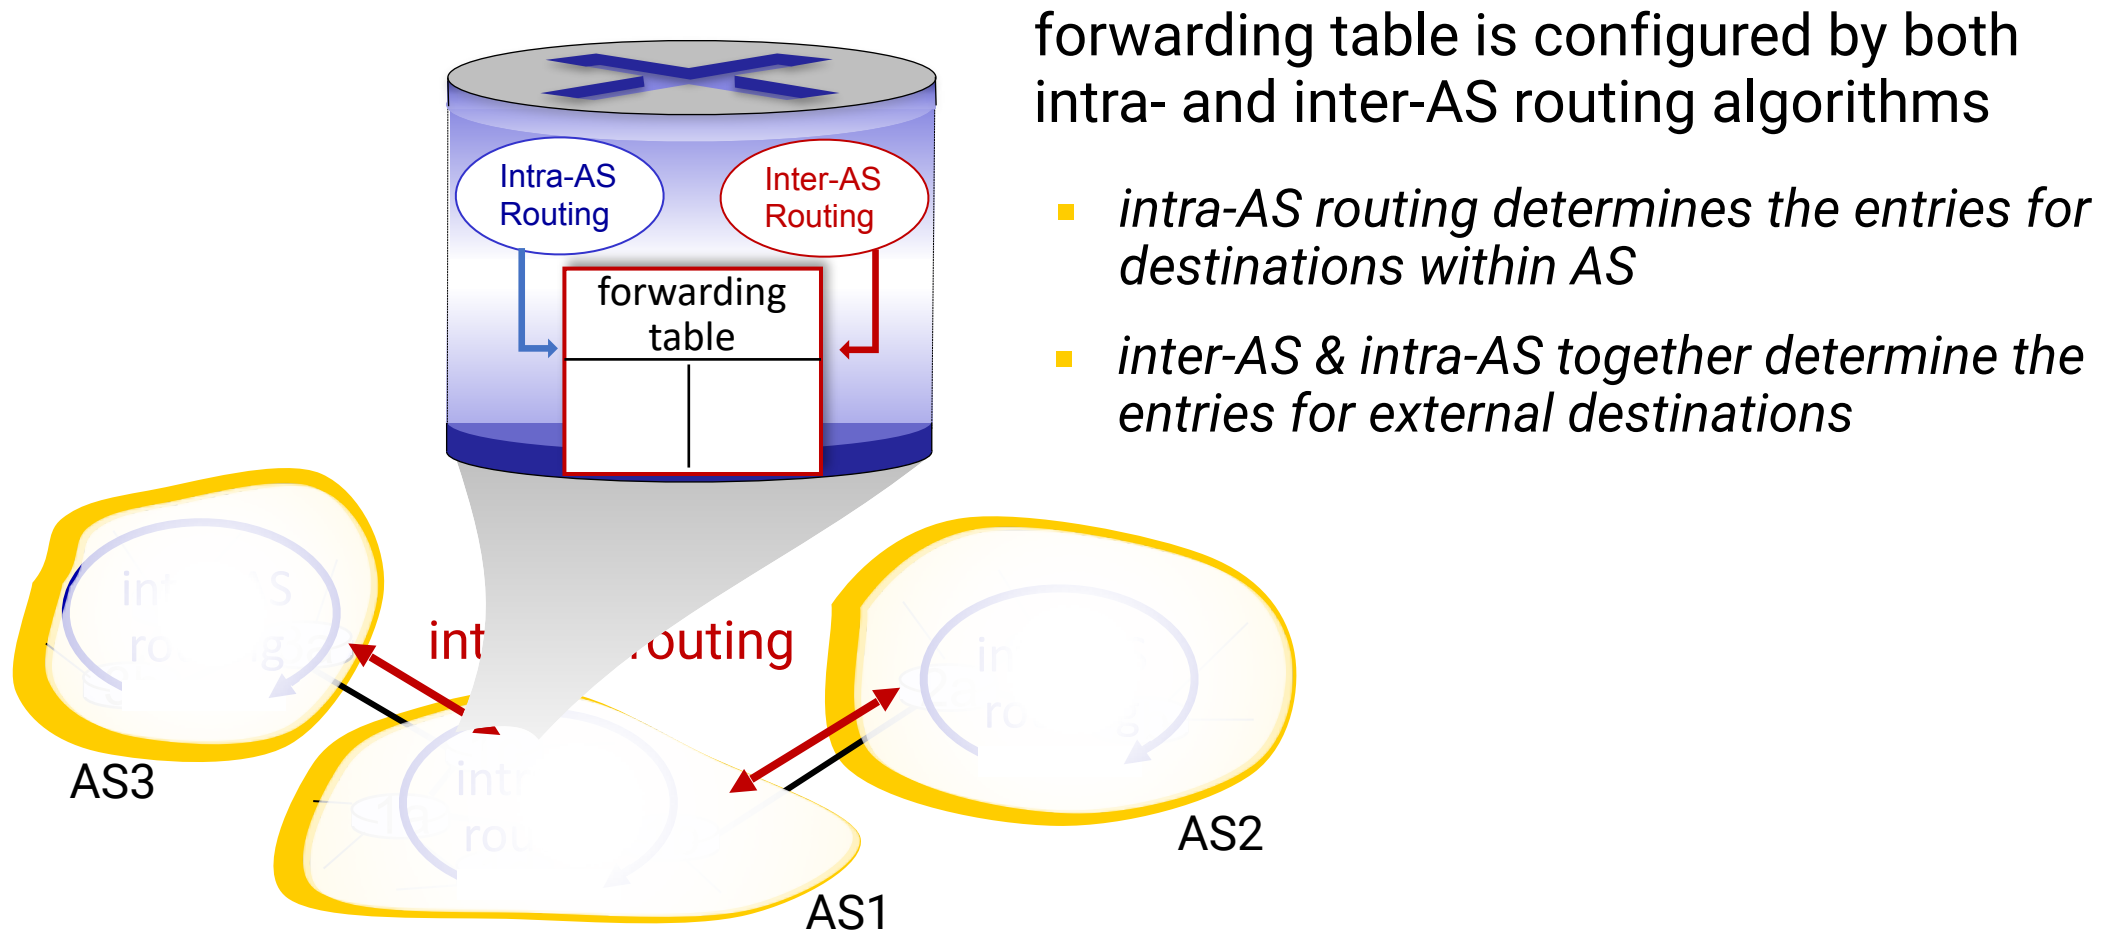 forwarding table is configured by both
intra- and inter-AS routing algorithms
intra-AS routing determines the entries for
destinations within AS
inter-AS & intra-AS together determine the
entries for external destinations
Intra-AS
Routing
Inter-AS
Routing
forwarding
table
AS3
AS2
AS1